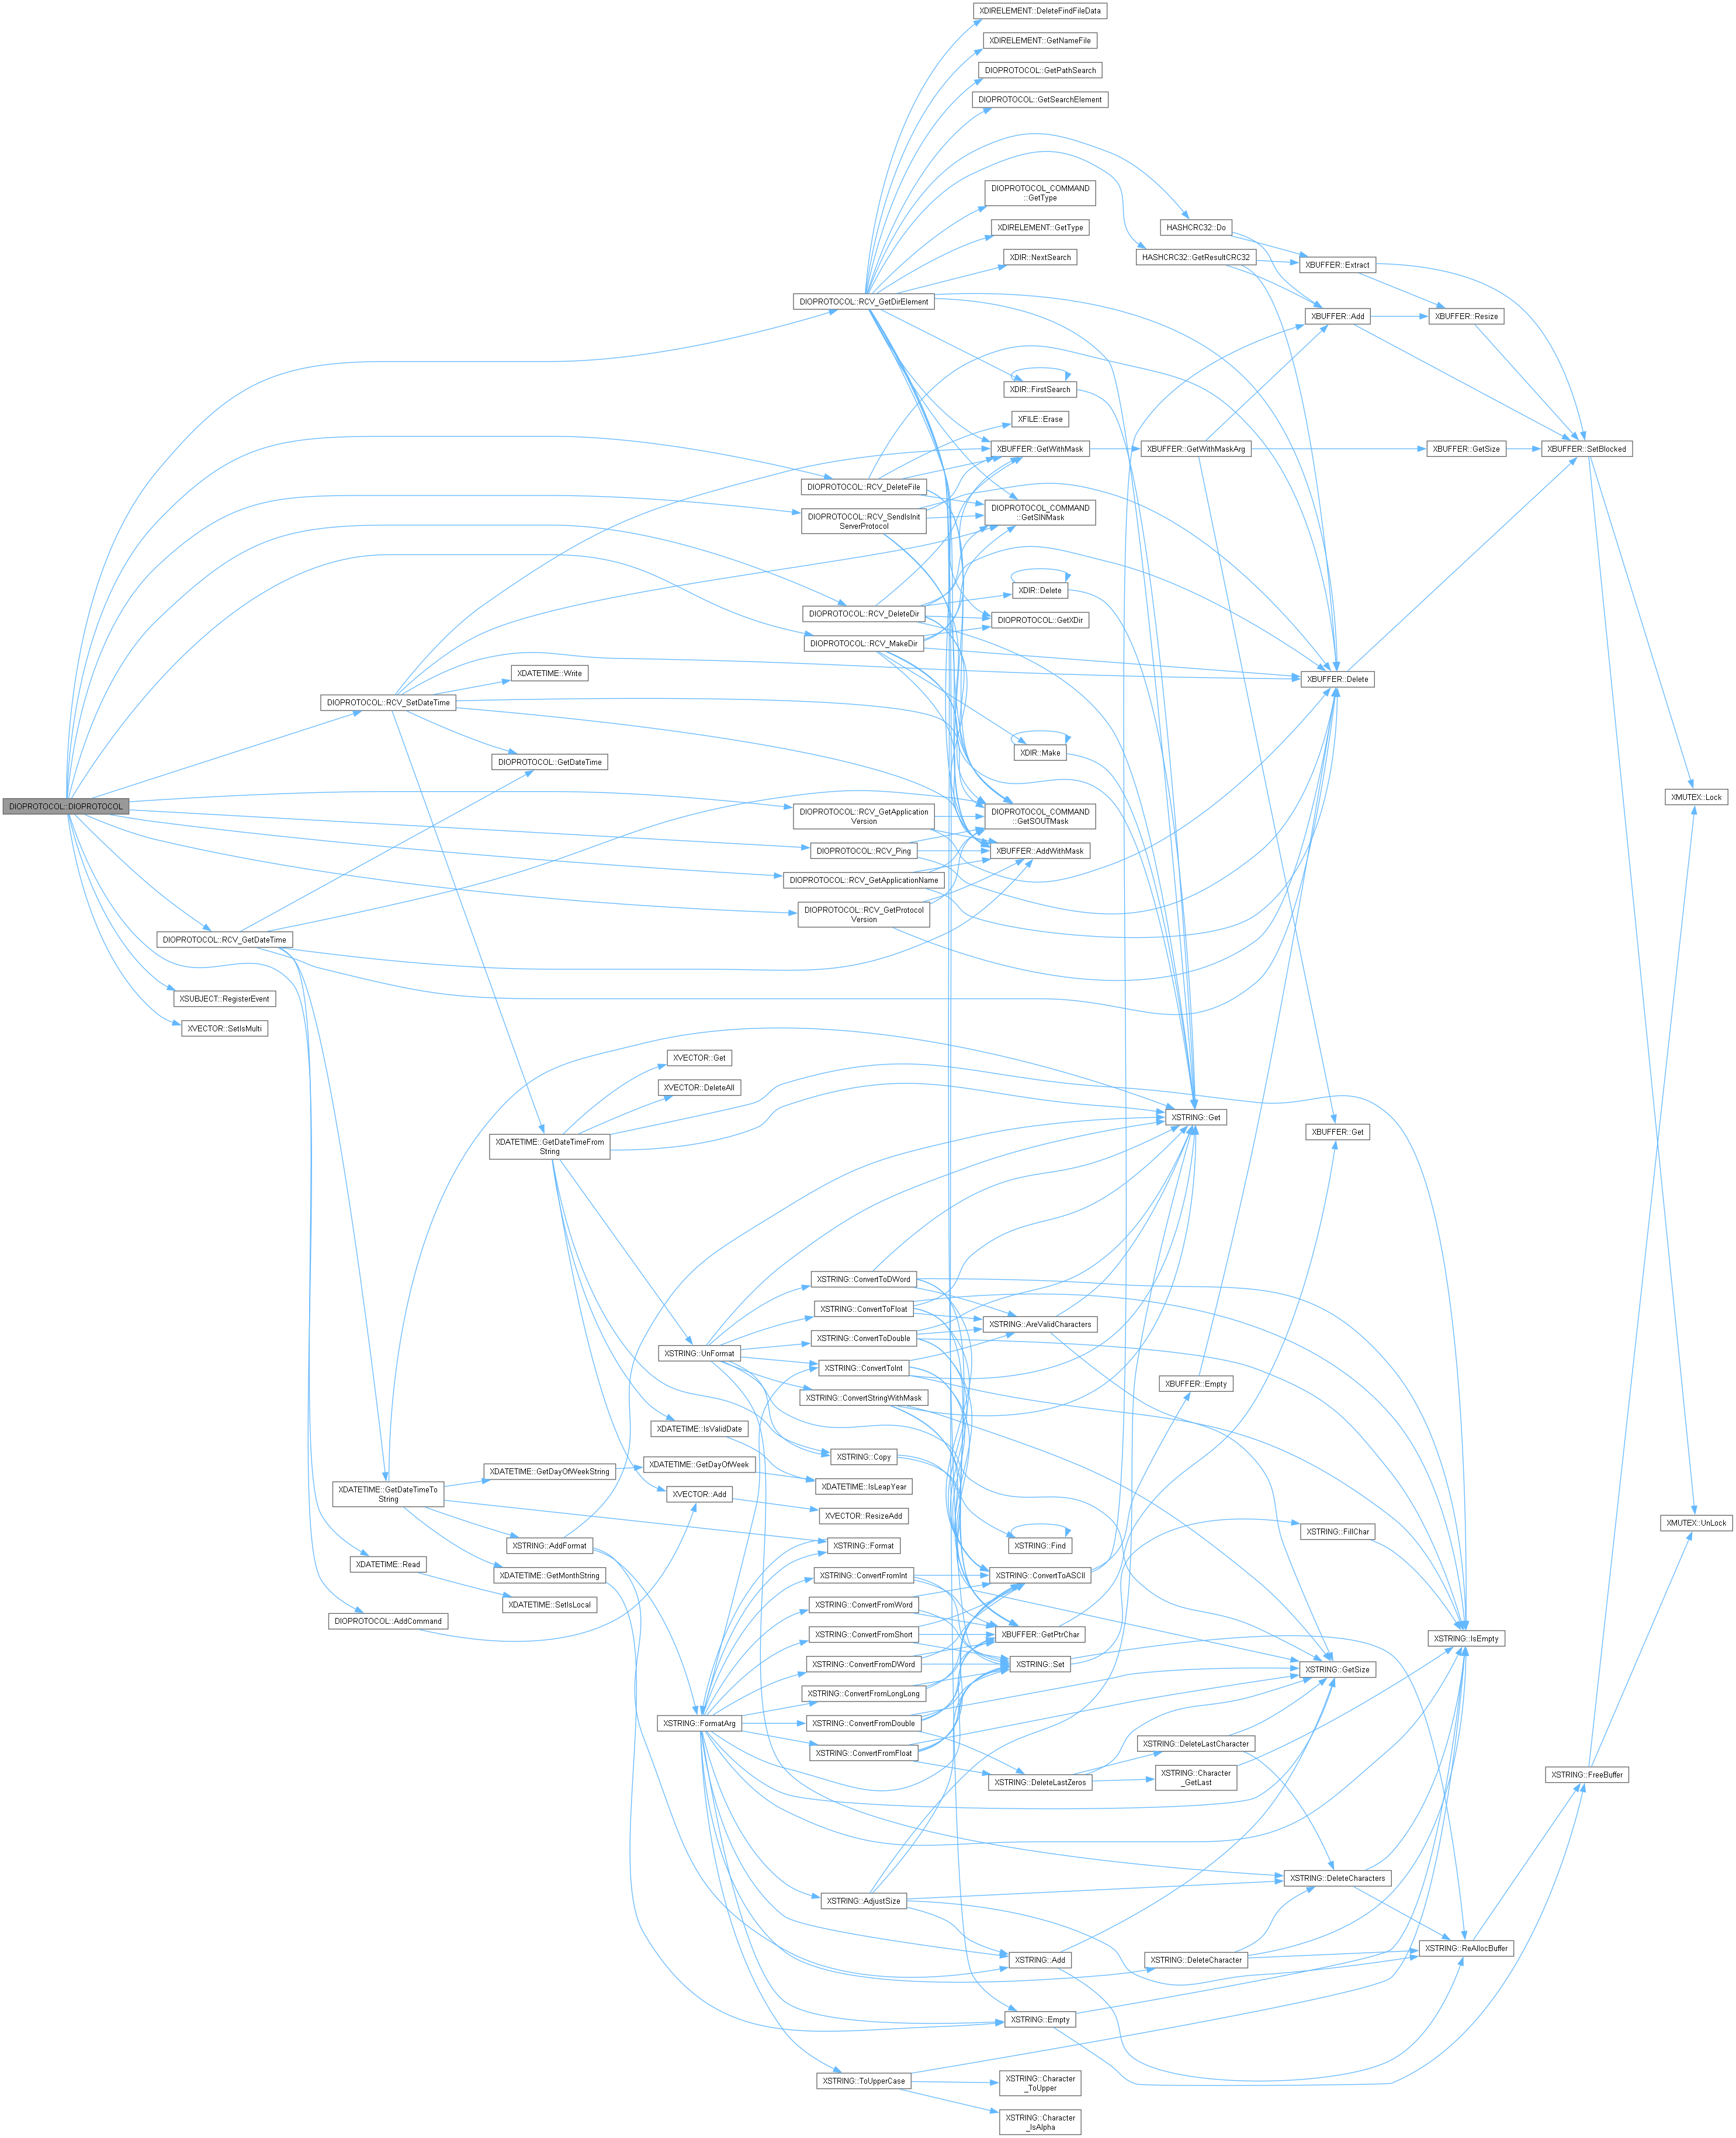 XDIRELEMENT::DeleteFindFileData
XDIRELEMENT::GetNameFile
DIOPROTOCOL::GetPathSearch
DIOPROTOCOL::GetSearchElement
DIOPROTOCOL_COMMAND
::GetType
HASHCRC32::Do
XDIRELEMENT::GetType
XDIR::NextSearch
HASHCRC32::GetResultCRC32
XBUFFER::Extract
DIOPROTOCOL::RCV_GetDirElement
XBUFFER::Add
XBUFFER::Resize
XDIR::FirstSearch
XFILE::Erase
XBUFFER::GetWithMask
XBUFFER::GetWithMaskArg
XBUFFER::GetSize
XBUFFER::SetBlocked
DIOPROTOCOL::RCV_DeleteFile
DIOPROTOCOL::RCV_SendIsInit
ServerProtocol
DIOPROTOCOL_COMMAND
::GetSINMask
XDIR::Delete
DIOPROTOCOL::RCV_DeleteDir
DIOPROTOCOL::GetXDir
DIOPROTOCOL::RCV_MakeDir
XDATETIME::Write
XBUFFER::Delete
DIOPROTOCOL::RCV_SetDateTime
XDIR::Make
DIOPROTOCOL::GetDateTime
XMUTEX::Lock
DIOPROTOCOL::DIOPROTOCOL
DIOPROTOCOL::RCV_GetApplication
Version
DIOPROTOCOL_COMMAND
::GetSOUTMask
DIOPROTOCOL::RCV_Ping
XBUFFER::AddWithMask
DIOPROTOCOL::RCV_GetApplicationName
DIOPROTOCOL::RCV_GetProtocol
Version
DIOPROTOCOL::RCV_GetDateTime
XSUBJECT::RegisterEvent
XVECTOR::SetIsMulti
XVECTOR::Get
XVECTOR::DeleteAll
XSTRING::Get
XBUFFER::Get
XDATETIME::GetDateTimeFrom
String
XSTRING::ConvertToDWord
XSTRING::ConvertToFloat
XSTRING::AreValidCharacters
XSTRING::ConvertToDouble
XSTRING::UnFormat
XSTRING::ConvertToInt
XBUFFER::Empty
XSTRING::ConvertStringWithMask
XDATETIME::IsValidDate
XSTRING::Copy
XDATETIME::GetDayOfWeekString
XDATETIME::GetDayOfWeek
XDATETIME::IsLeapYear
XDATETIME::GetDateTimeTo
String
XVECTOR::Add
XVECTOR::ResizeAdd
XMUTEX::UnLock
XSTRING::FillChar
XSTRING::AddFormat
XSTRING::Format
XSTRING::Find
XDATETIME::Read
XDATETIME::GetMonthString
XSTRING::ConvertFromInt
XSTRING::ConvertToASCII
XDATETIME::SetIsLocal
XSTRING::ConvertFromWord
DIOPROTOCOL::AddCommand
XSTRING::ConvertFromShort
XBUFFER::GetPtrChar
XSTRING::IsEmpty
XSTRING::ConvertFromDWord
XSTRING::Set
XSTRING::GetSize
XSTRING::ConvertFromLongLong
XSTRING::FormatArg
XSTRING::ConvertFromDouble
XSTRING::DeleteLastCharacter
XSTRING::ConvertFromFloat
XSTRING::DeleteLastZeros
XSTRING::Character
_GetLast
XSTRING::FreeBuffer
XSTRING::DeleteCharacters
XSTRING::AdjustSize
XSTRING::ReAllocBuffer
XSTRING::Add
XSTRING::DeleteCharacter
XSTRING::Empty
XSTRING::ToUpperCase
XSTRING::Character
_ToUpper
XSTRING::Character
_IsAlpha